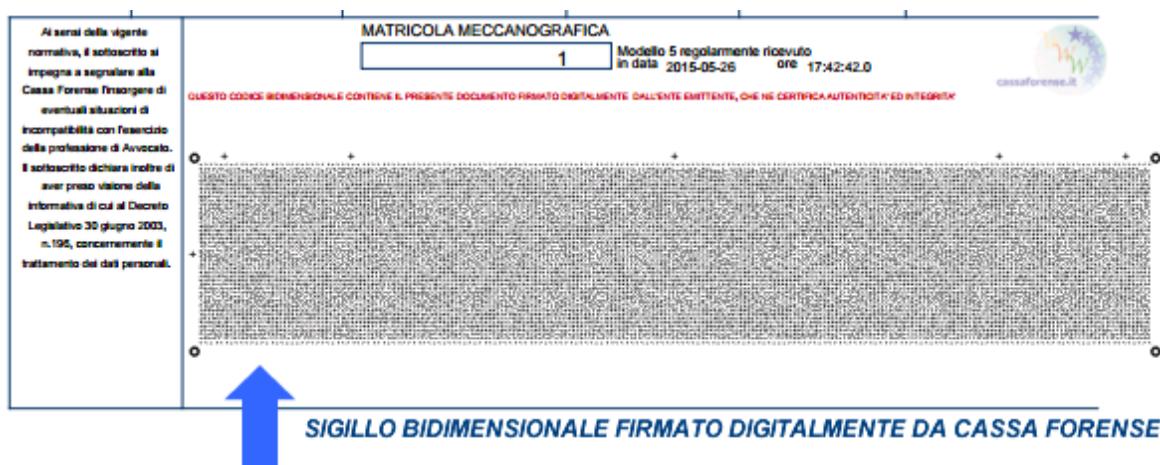 Ai sensi della vigente
normativa, il sottoscritto si
impegna a segnalare alla
Cassa Forense l'insorgere di
eventuali situazioni di
incompatibilità con l'esercizio
della professione di Avvocato.
Il sottoscritto dichiara inoltre di
aver preso visione della
informativa di cui al Decreto
Legislativo 30 giugno 2003,
n.196, concernemente il
trattamento dei dati personali.
MATRICOLA MECCANOGRAFICA
1
Modello 5 regolarmente ricevuto
in data 2015-05-26 ore 17:42:42.0
WW
cassaforense.it
QUESTO CODICE BIDIMENSIONALE CONTIENE IL PRESENTE DOCUMENTO FIRMATO DIGITALMENTE DALL'ENTE EMITTENTE, CHE NE CERTIFICA AUTENTICITA' ED INTEGRITA'
SIGILLO BIDIMENSIONALE FIRMATO DIGITALMENTE DA CASSA FORENSE